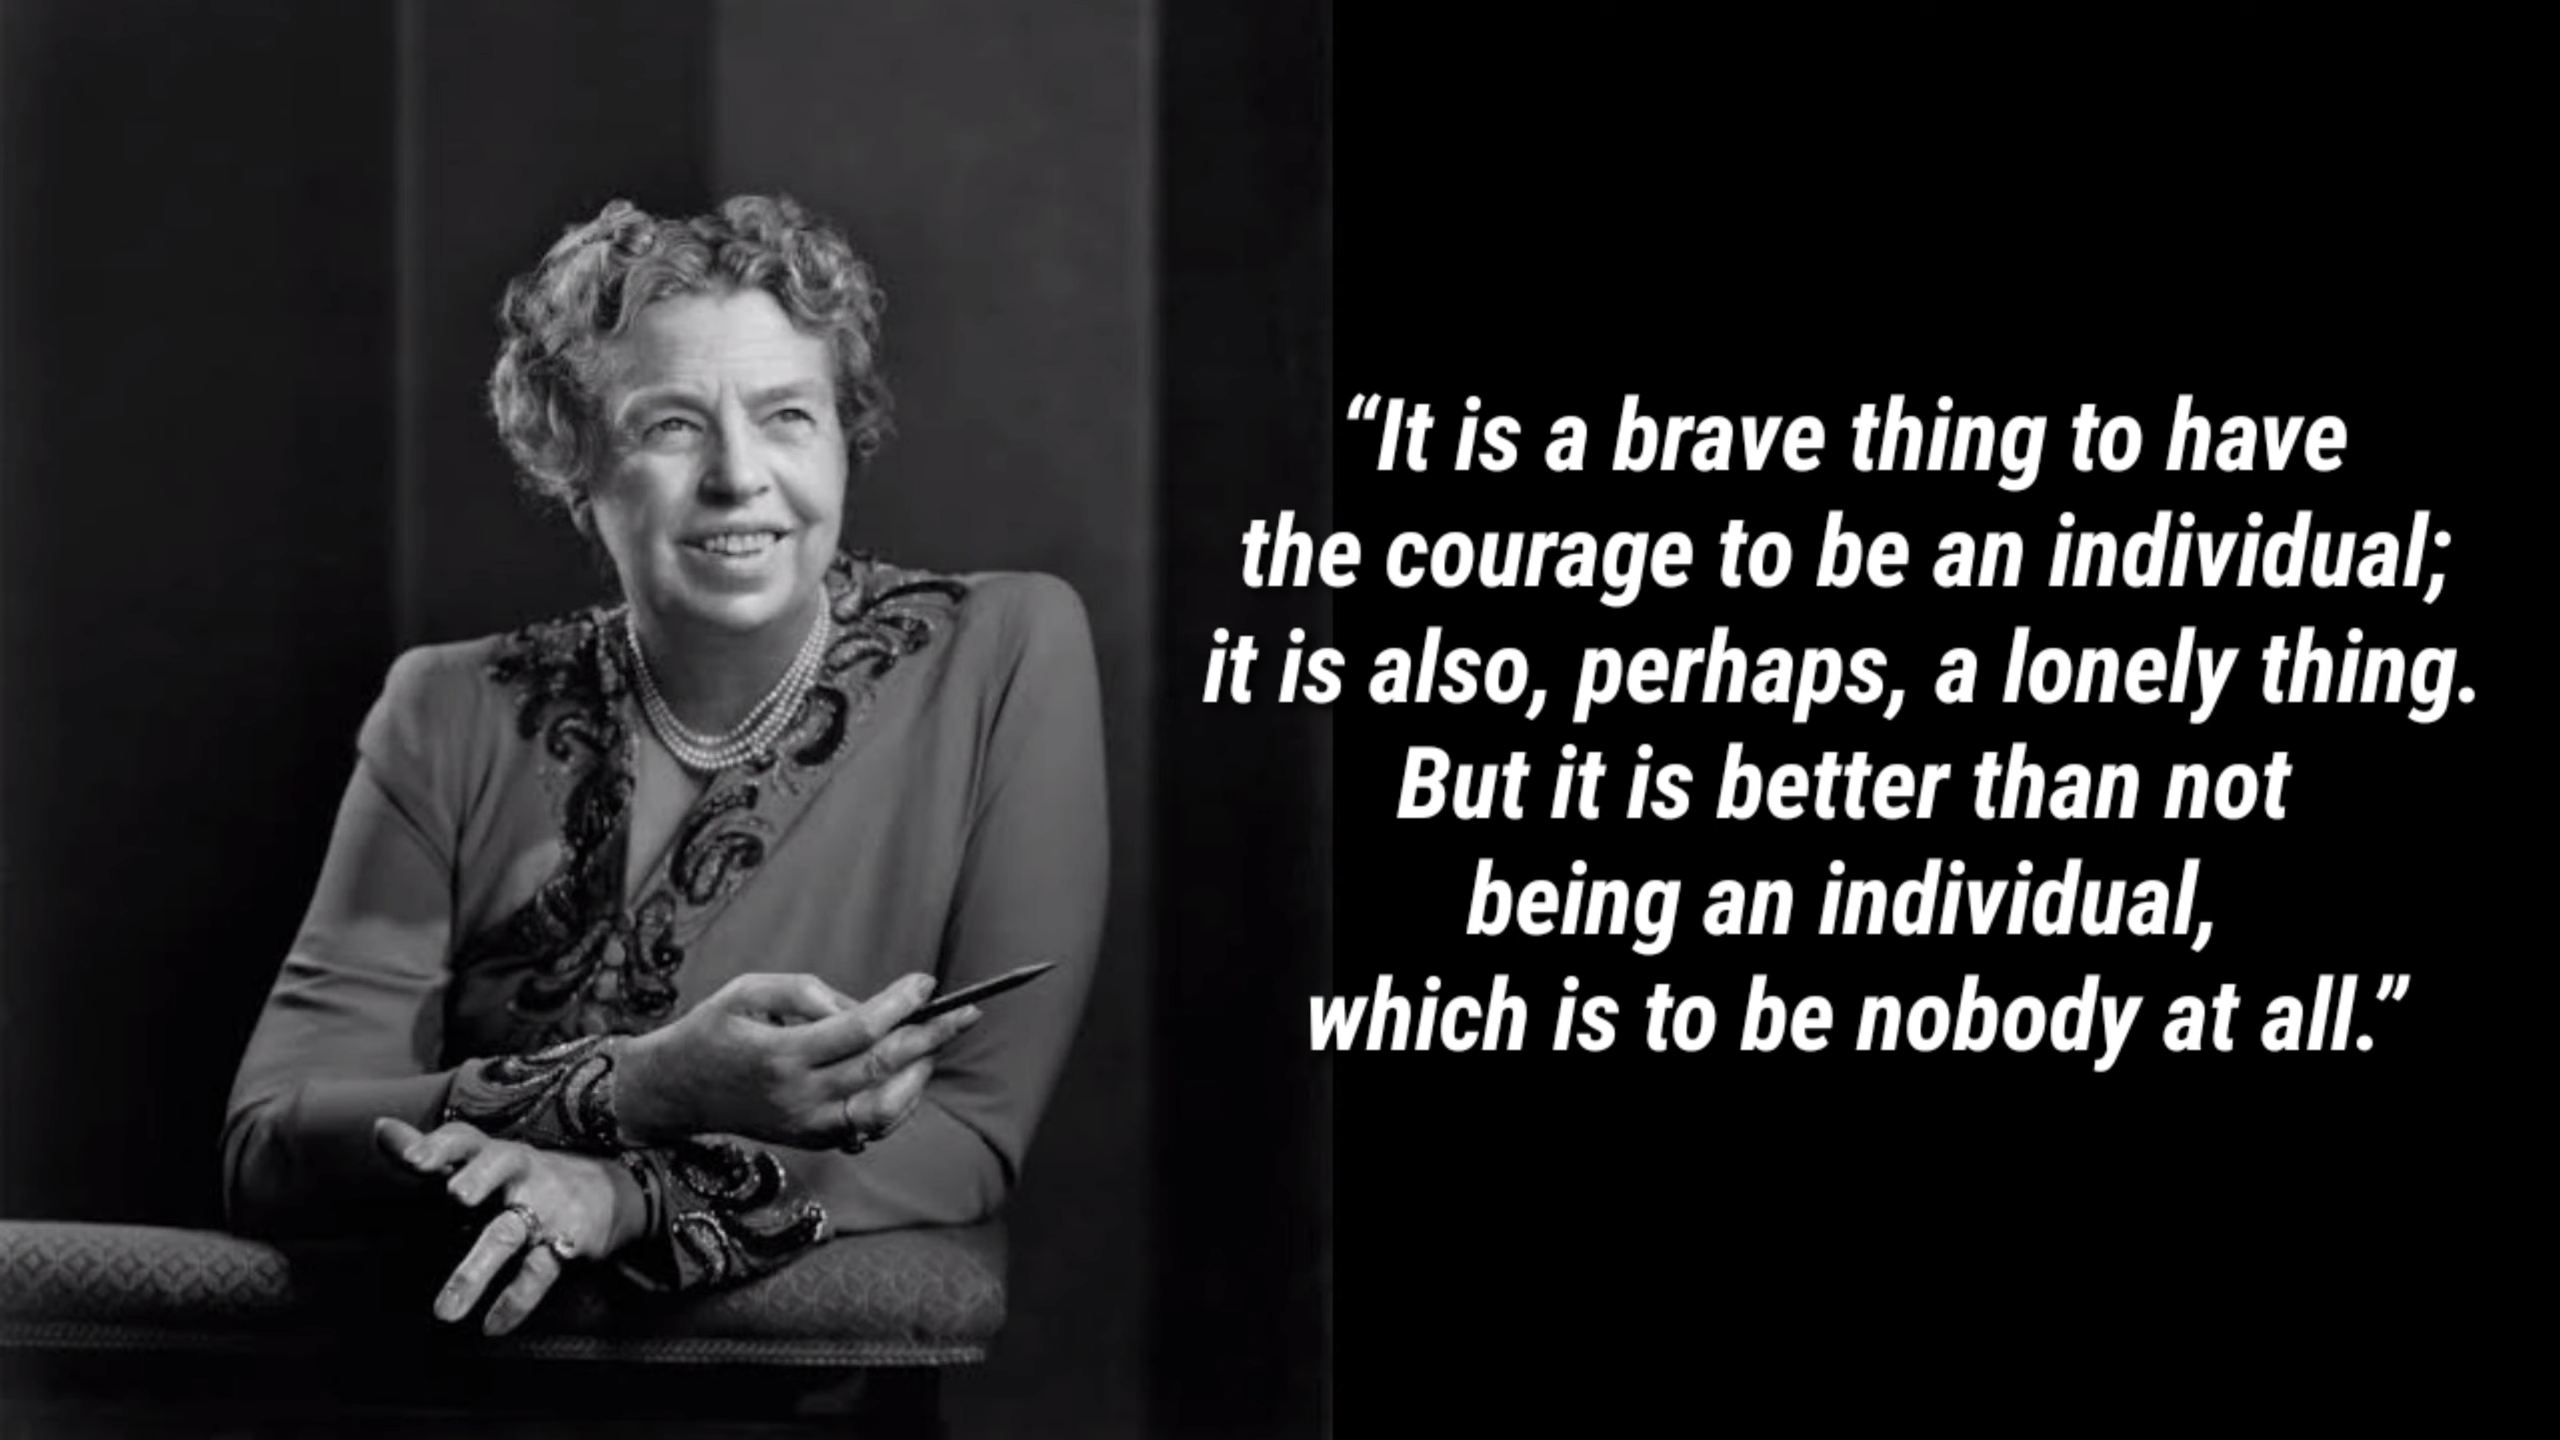 “It is a brave thing to have
the courage to be an individual;
it is also, perhaps, a lonely thing.
But it is better than not
being an individual,
which is to be nobody at all.”